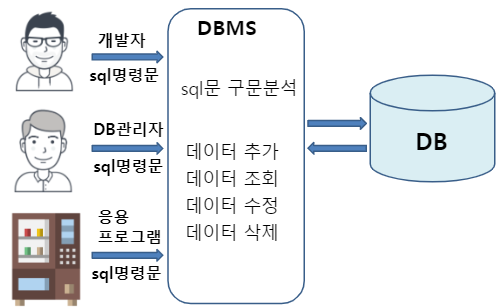 개발자
sql명령문
DB관리자
sql명령문
응용
프로그램
sql명령문
DBMS
sql문 구문분석
데이터 추가
데이터 조회
데이터 수정
데이터 삭제
DB